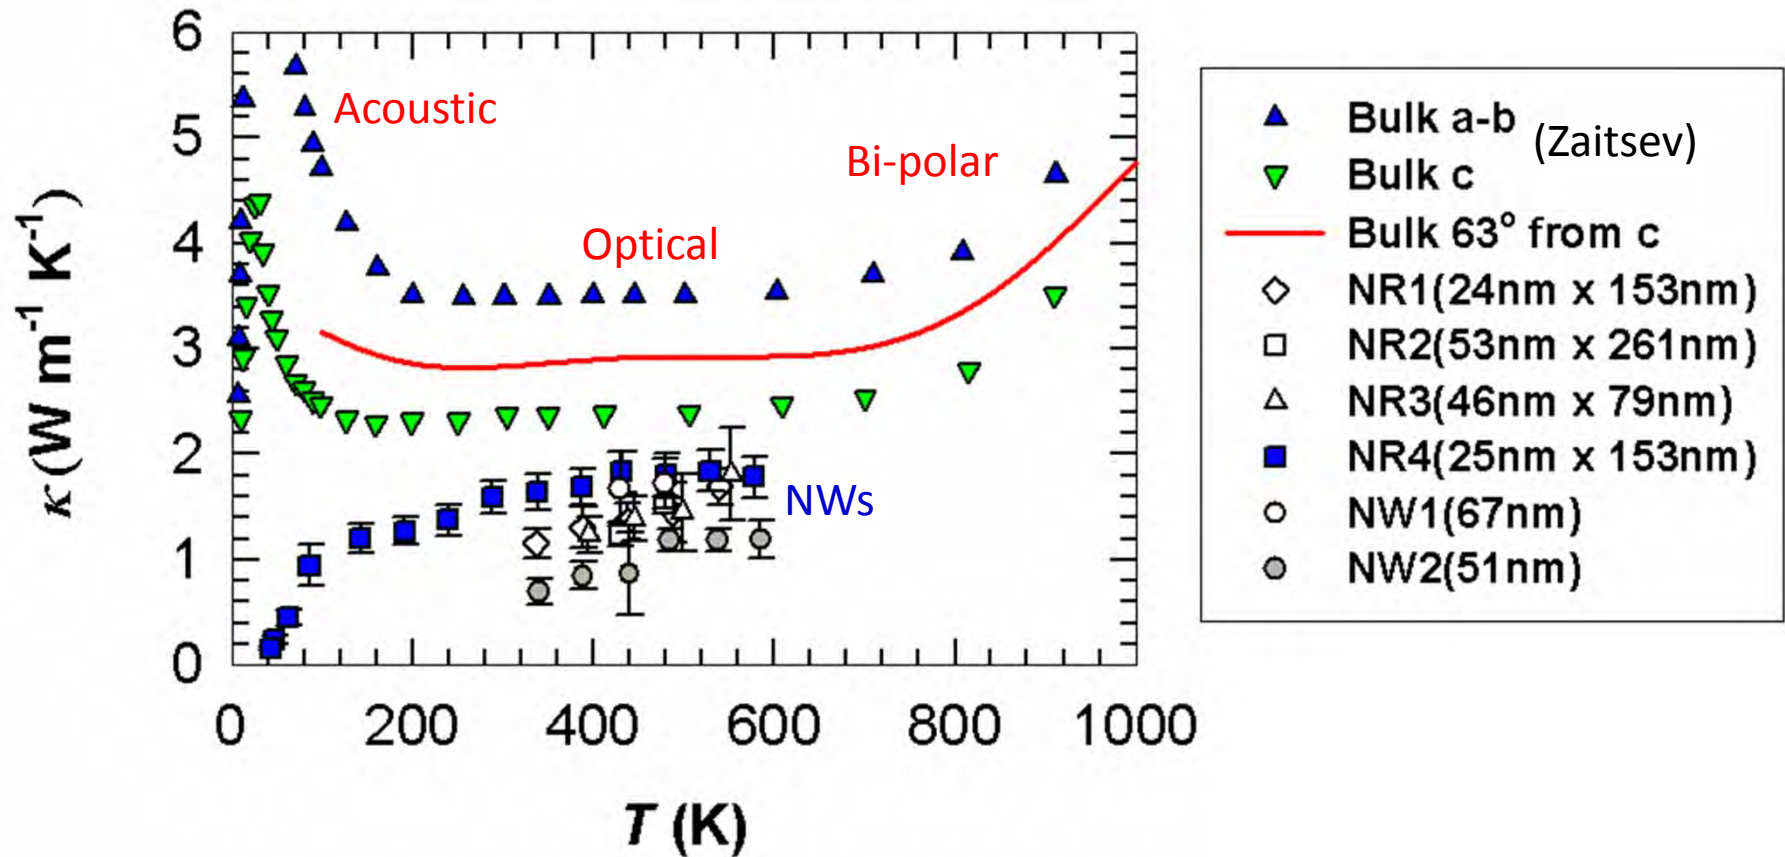 6
5
4
3
2
1
0
κ (W m⁻¹ K⁻¹)
Acoustic
Optical
Bi-polar
NWs
0 200 400 600 800 1000
T (K)
Bulk a-b (Zaitsev)
Bulk c
Bulk 63° from c
NR1(24nm x 153nm)
NR2(53nm x 261nm)
NR3(46nm x 79nm)
NR4(25nm x 153nm)
NW1(67nm)
NW2(51nm)